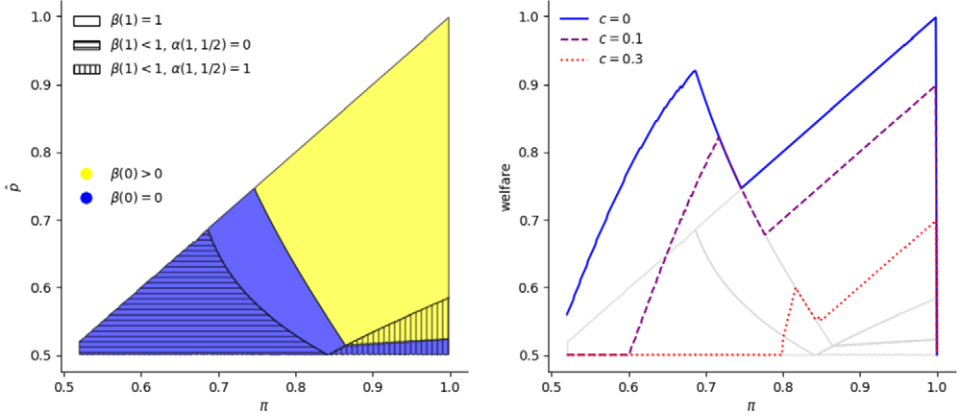 β(1) = 1
β(1) < 1, α(1, 1/2) = 0
β(1) < 1, α(1, 1/2) = 1
β(0) > 0
β(0) = 0
p̂
1.0
0.9
0.8
0.7
0.6
0.5
0.5 0.6 0.7 0.8 0.9 1.0
π
c = 0
c = 0.1
c = 0.3
welfare
1.0
0.9
0.8
0.7
0.6
0.5
0.5 0.6 0.7 0.8 0.9 1.0
π